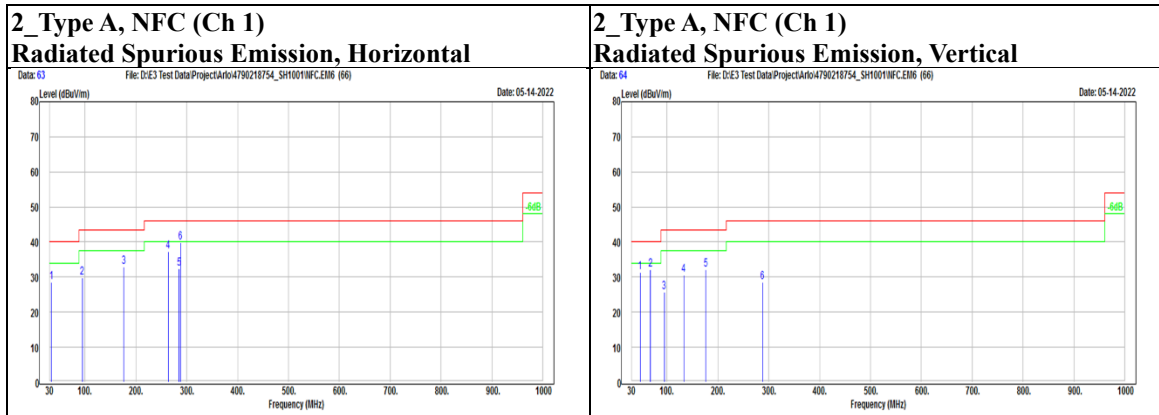 2_Type A, NFC (Ch 1)
Radiated Spurious Emission, Horizontal
Data: 63 File: D:\E3 Test Data\Project\Arlo\4790218754_SH1001\NFC.EM6 (66)
Level (dBuV/m) Date: 05-14-2022
80
70
60
50
-6dB
40
6
4
3
5
30
2
1
20
10
0
30 100. 200. 300. 400. 500. 600. 700. 800. 900. 1000
Frequency (MHz)
2_Type A, NFC (Ch 1)
Radiated Spurious Emission, Vertical
Data: 64 File: D:\E3 Test Data\Project\Arlo\4790218754_SH1001\NFC.EM6 (66)
Level (dBuV/m) Date: 05-14-2022
80
70
60
50
-6dB
40
1 2 5
4
30
6
3
20
10
0
30 100. 200. 300. 400. 500. 600. 700. 800. 900. 1000
Frequency (MHz)